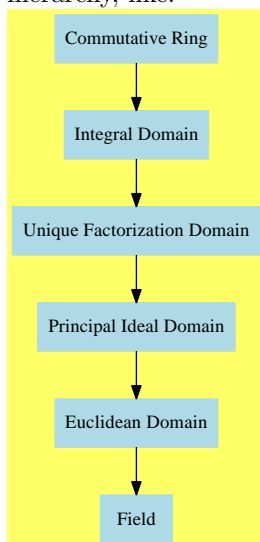 hierarchy, like:
Commutative Ring
Integral Domain
Unique Factorization Domain
Principal Ideal Domain
Euclidean Domain
Field